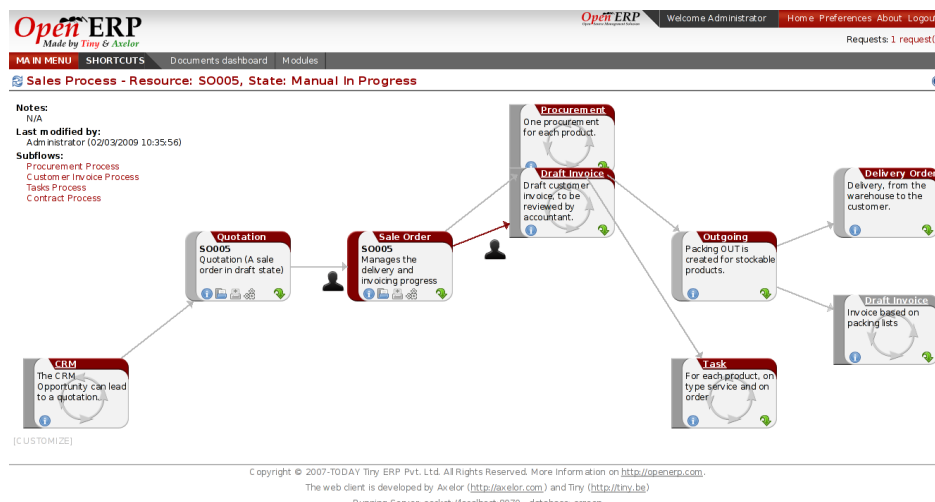 Open ERP
Made by Tiny & Axelor
Open ERP
Welcome Administrator
Home Preferences About Logout
Requests: 1 request(
MAIN MENU SHORTCUTS Documents dashboard Modules
Sales Process - Resource: SO005, State: Manual In Progress
Notes:
N/A
Last modified by:
Administrator (02/03/2009 10:35:56)
Subflows:
Procurement Process
Customer Invoice Process
Tasks Process
Contract Process
Procurement
One procurement
for each product.
Draft Invoice
Draft customer
invoice, to be
reviewed by
accountant.
Delivery Order
Delivery, from the
warehouse to the
customer.
Quotation
SO005
Quotation (A sale
order in draft state)
Sale Order
SO005
Manages the
delivery and
invoicing progress
Outgoing
Packing OUT is
created for stockable
products.
Draft Invoice
Invoice based on
packing lists
CRM
The CRM
Opportunity can lead
to a quotation.
Task
For each product, on
type service and on
order
[CUSTOMIZE]
Copyright © 2007-TODAY Tiny ERP Pvt. Ltd. All Rights Reserved. More Information on http://openerp.com.
The web client is developed by Axelor (http://axelor.com) and Tiny (http://tiny.be)